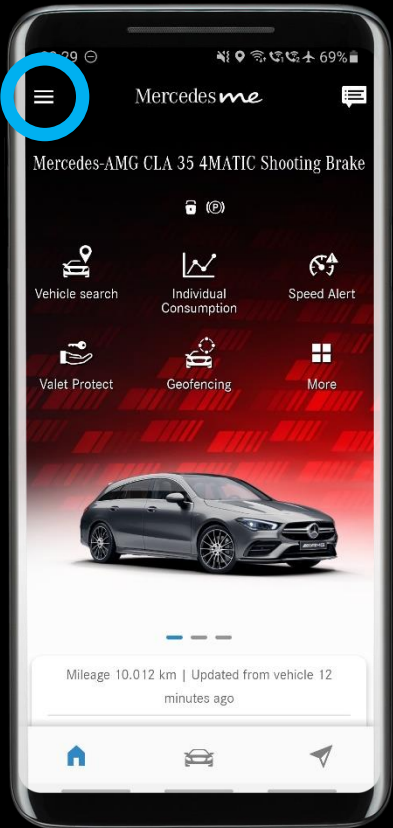 69%
Mercedes me
Mercedes-AMG CLA 35 4MATIC Shooting Brake
Vehicle search
Individual
Consumption
Speed Alert
Valet Protect
Geofencing
More
Mileage 10.012 km | Updated from vehicle 12
minutes ago